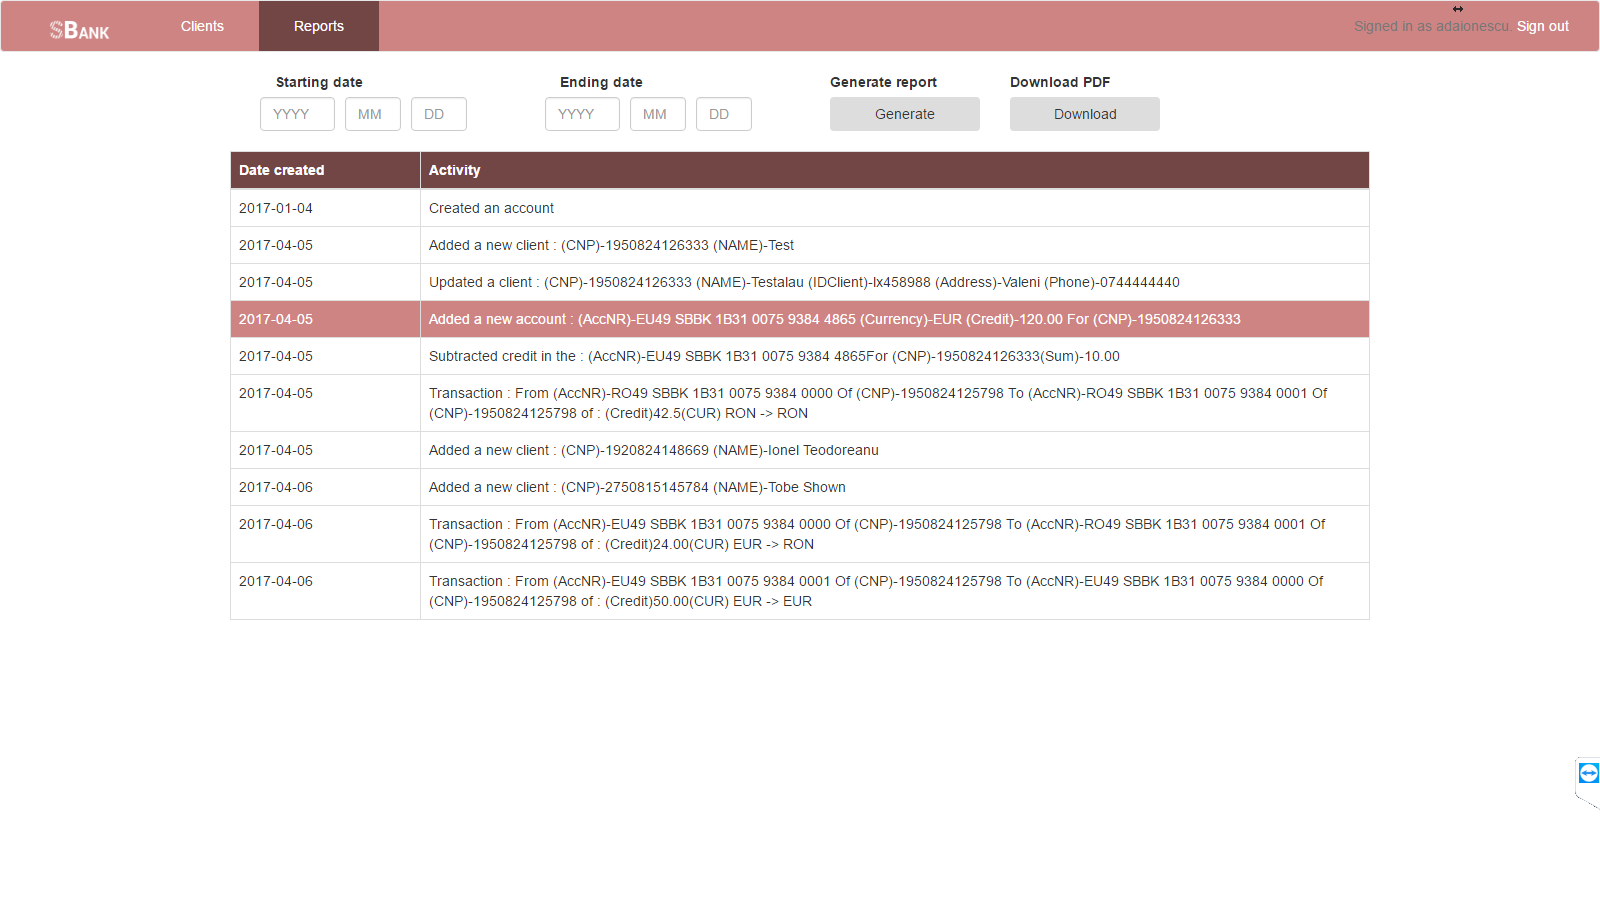 SBANK Clients Reports Signed in as adaionescu. Sign out
Starting date Ending date Generate report Download PDF
YYYY MM DD YYYY MM DD Generate Download
Date created Activity
2017-01-04 Created an account
2017-04-05 Added a new client : (CNP)-1950824126333 (NAME)-Test
2017-04-05 Updated a client : (CNP)-1950824126333 (NAME)-Testalau (IDClient)-Ix458988 (Address)-Valeni (Phone)-0744444440
2017-04-05 Added a new account : (AccNR)-EU49 SBBK 1B31 0075 9384 4865 (Currency)-EUR (Credit)-120.00 For (CNP)-1950824126333
2017-04-05 Subtracted credit in the : (AccNR)-EU49 SBBK 1B31 0075 9384 4865For (CNP)-1950824126333(Sum)-10.00
2017-04-05 Transaction : From (AccNR)-RO49 SBBK 1B31 0075 9384 0000 Of (CNP)-1950824125798 To (AccNR)-RO49 SBBK 1B31 0075 9384 0001 Of
(CNP)-1950824125798 of : (Credit)42.5(CUR) RON -> RON
2017-04-05 Added a new client : (CNP)-1920824148669 (NAME)-Ionel Teodoreanu
2017-04-06 Added a new client : (CNP)-2750815145784 (NAME)-Tobe Shown
2017-04-06 Transaction : From (AccNR)-EU49 SBBK 1B31 0075 9384 0000 Of (CNP)-1950824125798 To (AccNR)-RO49 SBBK 1B31 0075 9384 0001 Of
(CNP)-1950824125798 of : (Credit)24.00(CUR) EUR -> RON
2017-04-06 Transaction : From (AccNR)-EU49 SBBK 1B31 0075 9384 0001 Of (CNP)-1950824125798 To (AccNR)-EU49 SBBK 1B31 0075 9384 0000 Of
(CNP)-1950824125798 of : (Credit)50.00(CUR) EUR -> EUR